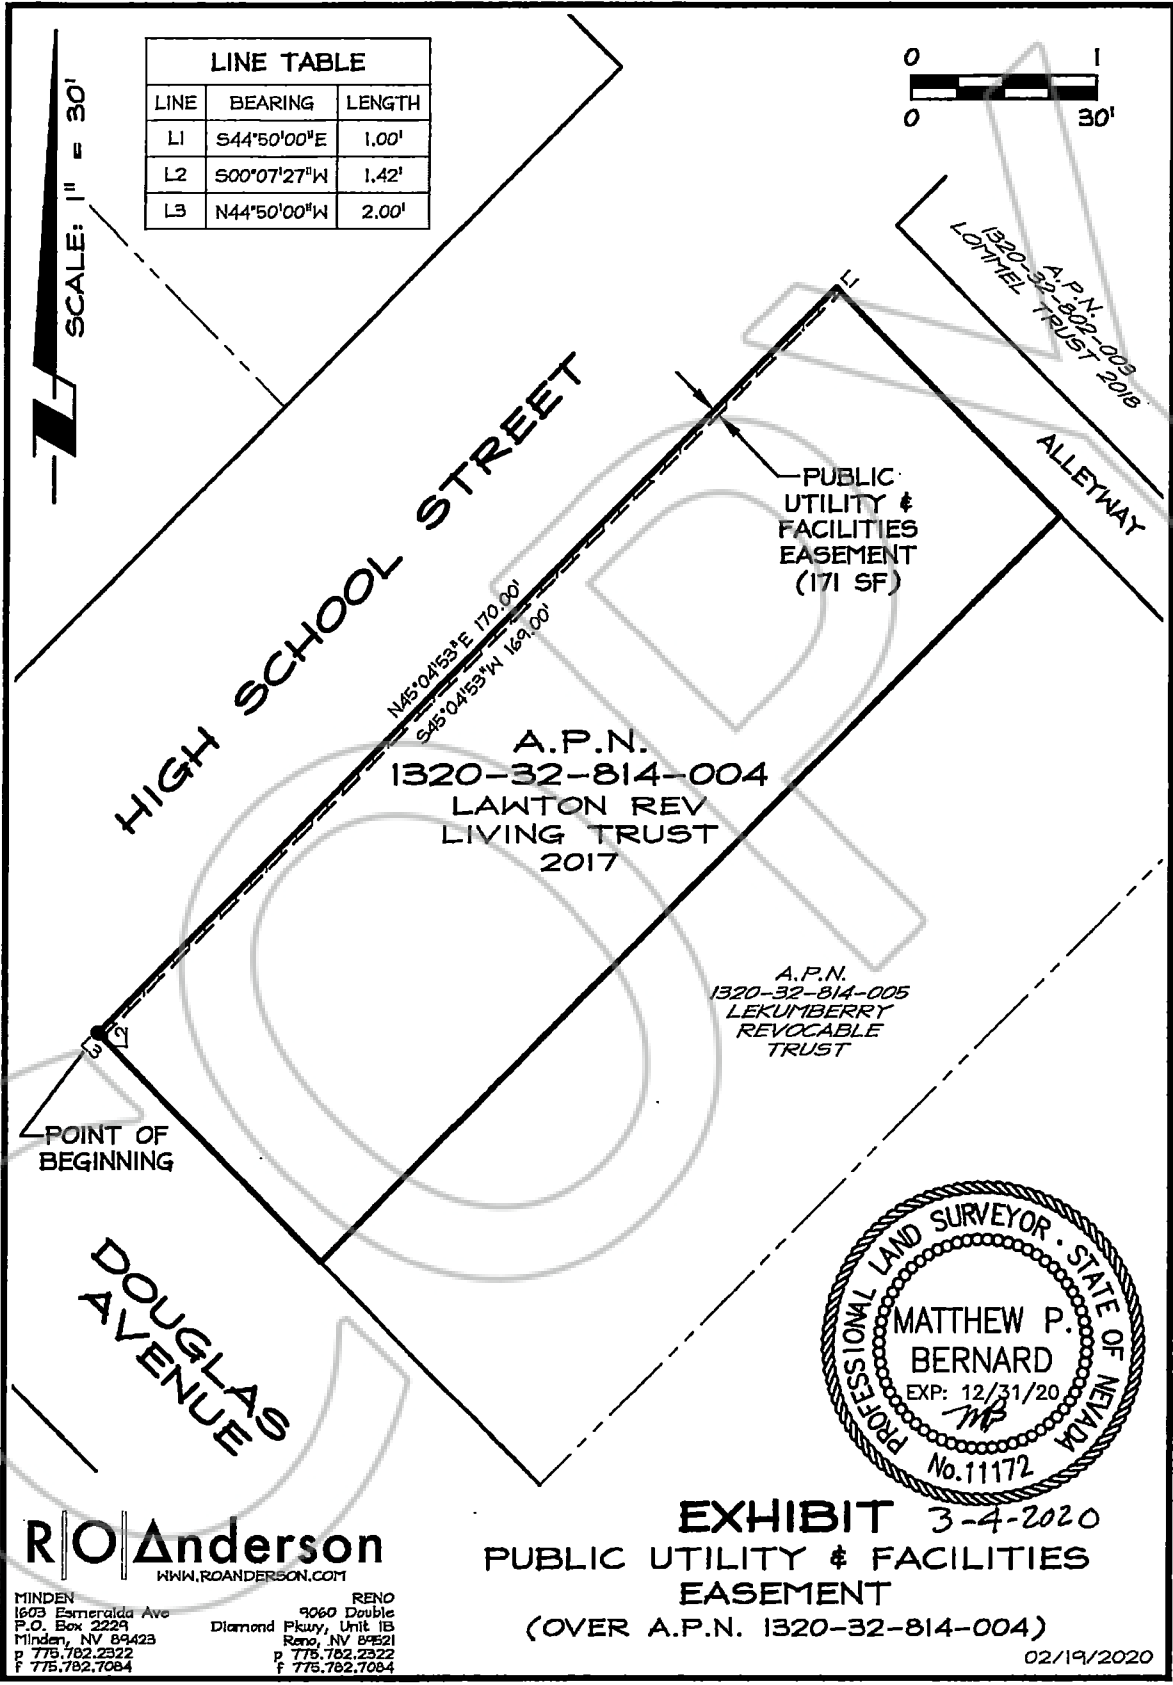 LINE TABLE
LINE BEARING LENGTH
L1 S44°50'00"E 1.00'
L2 S00°07'27"W 1.42'
L3 N44°50'00"W 2.00'
SCALE: 1" = 30'
0 1
0 30'
A.P.N.
1320-32-802-003
LOMMEL TRUST 2018
ALLEYWAY
L1
HIGH SCHOOL STREET
PUBLIC
UTILITY &
FACILITIES
EASEMENT
(171 SF)
N45°04'53"E 170.00'
S45°04'53"W 169.00'
A.P.N.
1320-32-814-004
LAWTON REV
LIVING TRUST
2017
A.P.N.
1320-32-814-005
LEKUMBERRY
REVOCABLE
TRUST
L2
L3
POINT OF
BEGINNING
DOUGLAS
AVENUE
PROFESSIONAL LAND SURVEYOR · STATE OF NEVADA
MATTHEW P.
BERNARD
EXP: 12/31/20
No.11172
EXHIBIT 3-4-2020
PUBLIC UTILITY & FACILITIES
EASEMENT
(OVER A.P.N. 1320-32-814-004)
02/19/2020
R|O|Anderson
WWW.ROANDERSON.COM
MINDEN
1603 Esmeralda Ave
P.O. Box 2229
Minden, NV 89423
p 775.782.2322
f 775.782.7084
RENO
9060 Double
Diamond Pkwy, Unit 1B
Reno, NV 89521
p 775.782.2322
f 775.782.7084
COPY